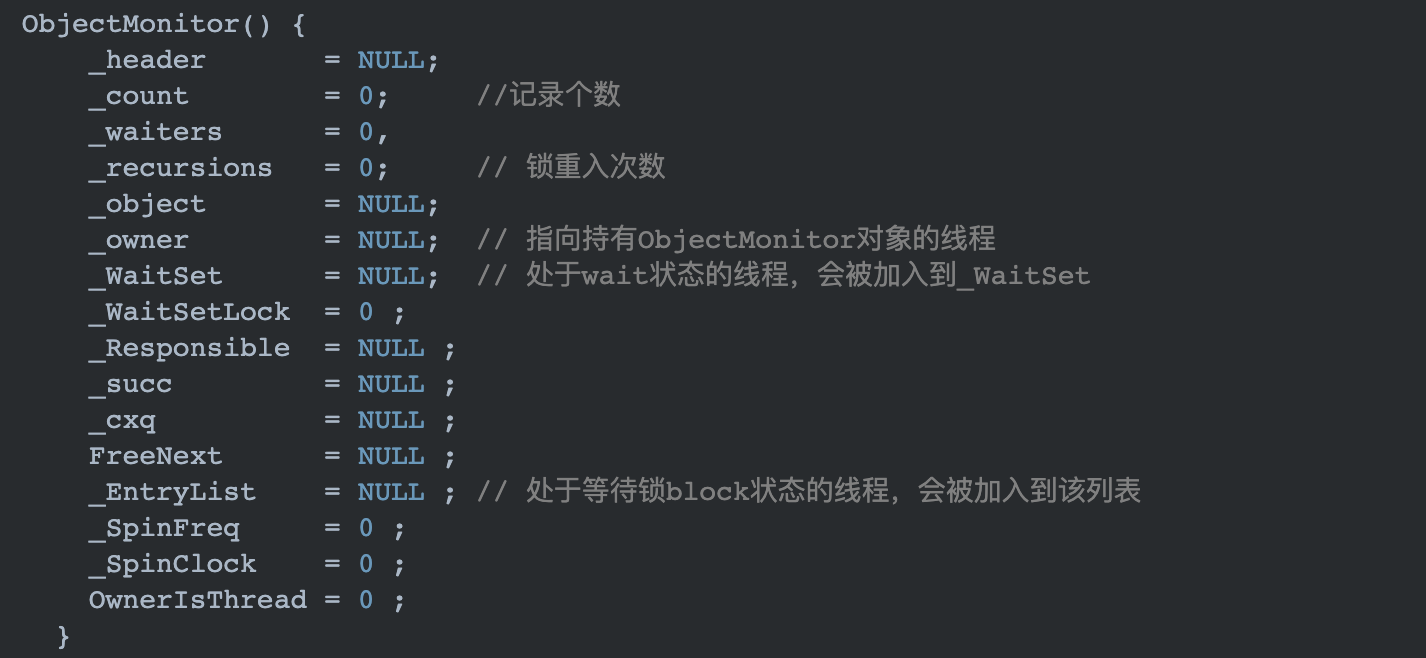 ObjectMonitor() {
    _header       = NULL;
    _count        = 0;     //记录个数
    _waiters      = 0,
    _recursions   = 0;     // 锁重入次数
    _object       = NULL;
    _owner        = NULL;  // 指向持有ObjectMonitor对象的线程
    _WaitSet      = NULL;  // 处于wait状态的线程，会被加入到_WaitSet
    _WaitSetLock  = 0 ;
    _Responsible  = NULL ;
    _succ         = NULL ;
    _cxq          = NULL ;
    FreeNext      = NULL ;
    _EntryList    = NULL ; // 处于等待锁block状态的线程，会被加入到该列表
    _SpinFreq     = 0 ;
    _SpinClock    = 0 ;
    OwnerIsThread = 0 ;
  }